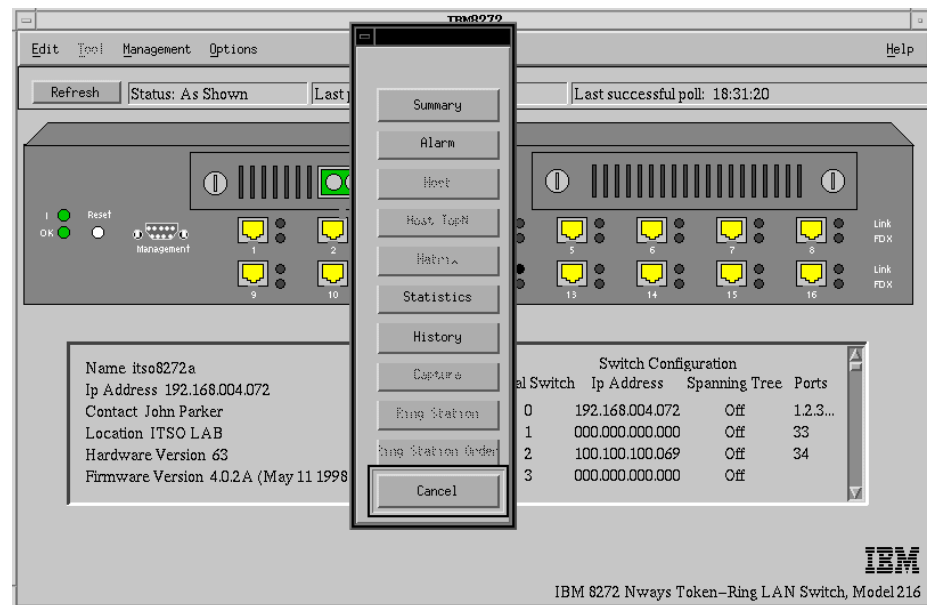 IBM8272
Edit Tool Management Options Help
Refresh Status: As Shown Last Last successful poll: 18:31:20
Summary
Alarm
Host
Host TopN
Matrix
Statistics
History
Capture
Ring Station
Ring Station Order
Cancel
I Reset
OK
Management
1 2 5 6 7 8 Link
FDX
9 10 13 14 15 16 Link
FDX
Name itso8272a
Ip Address 192.168.004.072
Contact John Parker
Location ITSO LAB
Hardware Version 63
Firmware Version 4.0.2A (May 11 1998
Switch Configuration
al Switch Ip Address Spanning Tree Ports
0 192.168.004.072 Off 1.2.3...
1 000.000.000.000 Off 33
2 100.100.100.069 Off 34
3 000.000.000.000 Off
IBM
IBM 8272 Nways Token-Ring LAN Switch, Model 216